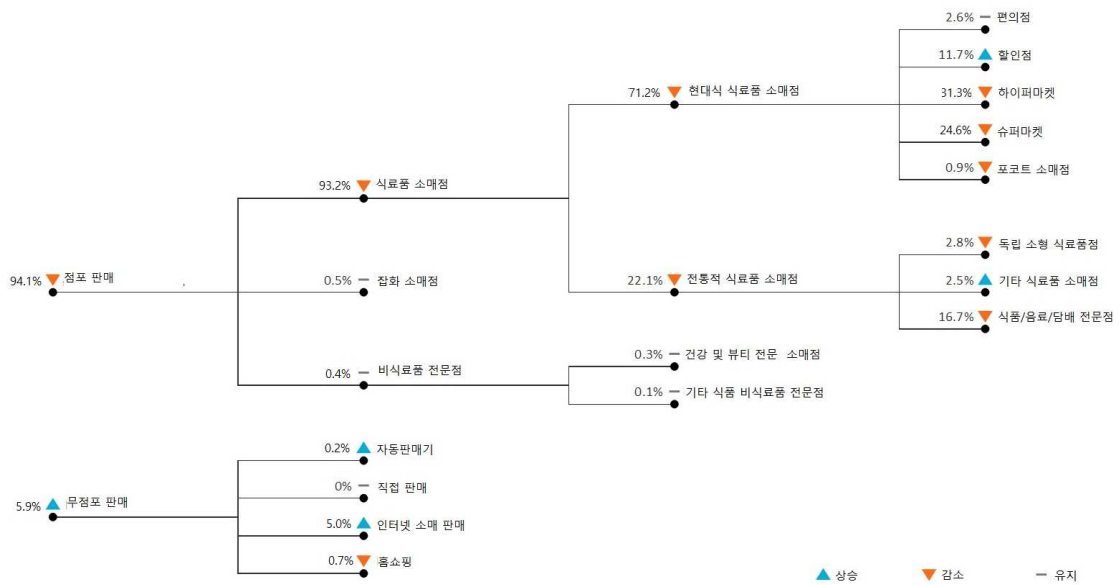 2.6% 편의점
11.7% 할인점
71.2% 현대식 식료품 소매점
31.3% 하이퍼마켓
24.6% 슈퍼마켓
0.9% 포코트 소매점
93.2% 식료품 소매점
2.8% 독립 소형 식료품점
94.1% 점포 판매
0.5% 잡화 소매점
22.1% 전통적 식료품 소매점
2.5% 기타 식료품 소매점
16.7% 식품/음료/담배 전문점
0.3% 건강 및 뷰티 전문 소매점
0.4% 비식료품 전문점
0.1% 기타 식품 비식료품 전문점
0.2% 자동판매기
0% 직접 판매
5.9% 무점포 판매
5.0% 인터넷 소매 판매
0.7% 홈쇼핑
상승 감소 유지